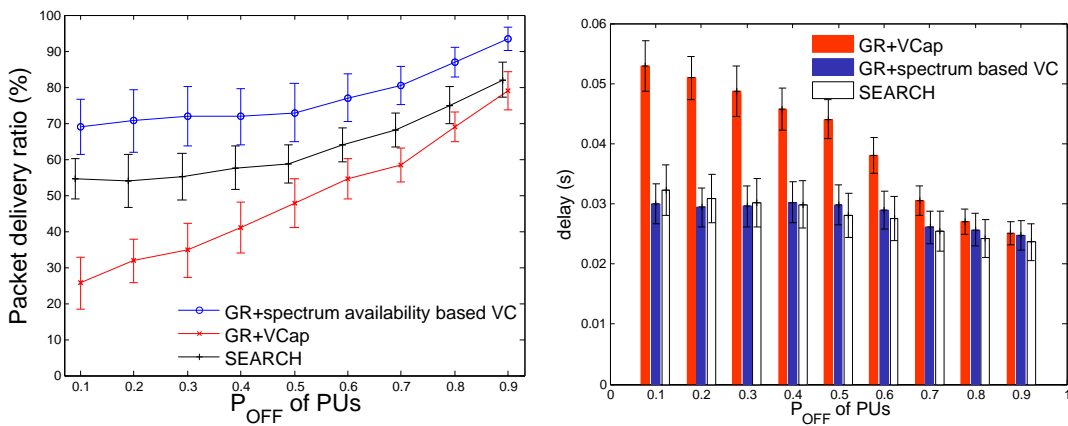 Packet delivery ratio (%)
100
90
80
70
60
50
40
30
20
10
0
GR+spectrum availability based VC
GR+VCap
SEARCH
0.1 0.2 0.3 0.4 0.5 0.6 0.7 0.8 0.9
P_OFF of PUs
delay (s)
0.06
0.05
0.04
0.03
0.02
0.01
0
GR+VCap
GR+spectrum based VC
SEARCH
0 0.1 0.2 0.3 0.4 0.5 0.6 0.7 0.8 0.9 1
P_OFF of PUs